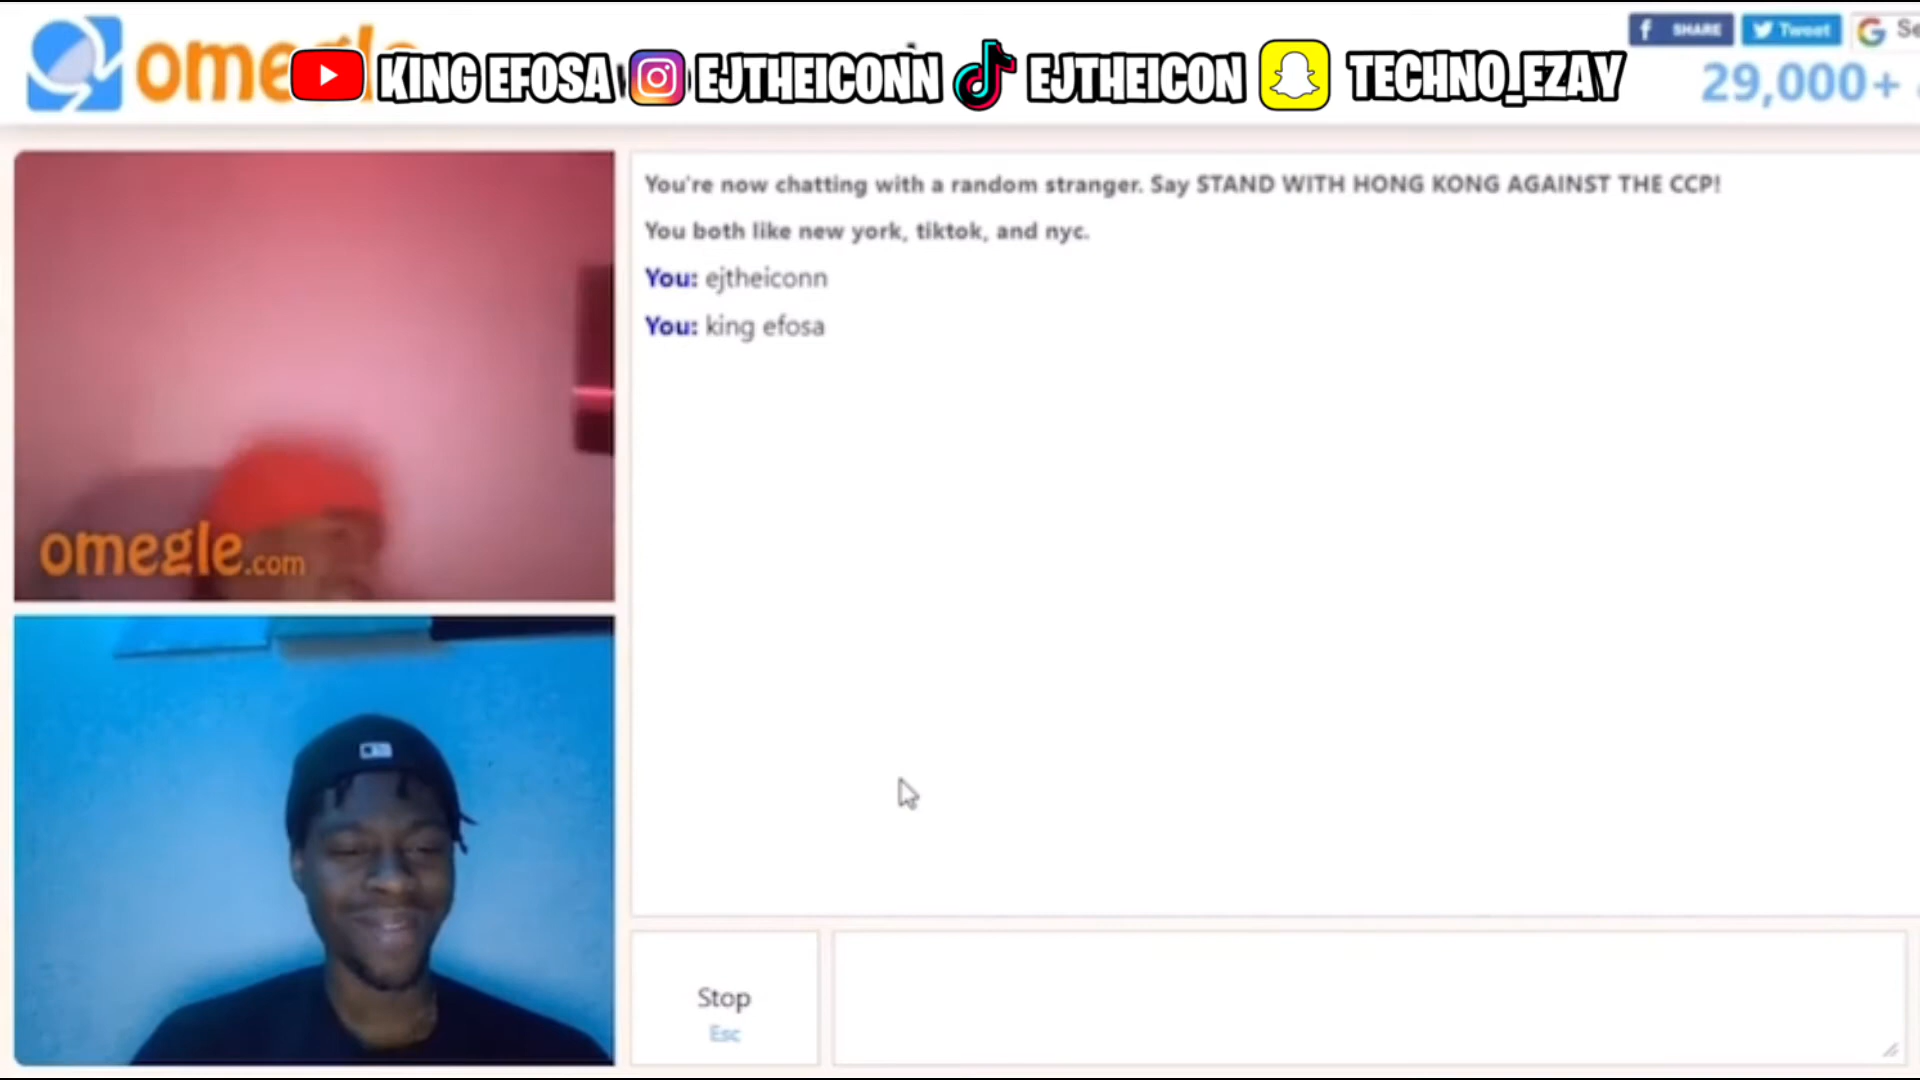 ome
KING EFOSA EJTHEICONN EJTHEICON TECHNO_EZAY
SHARE Tweet
29,000+
You're now chatting with a random stranger. Say STAND WITH HONG KONG AGAINST THE CCP!
You both like new york, tiktok, and nyc.
You: ejtheiconn
You: king efosa
omegle.com
Stop
Esc